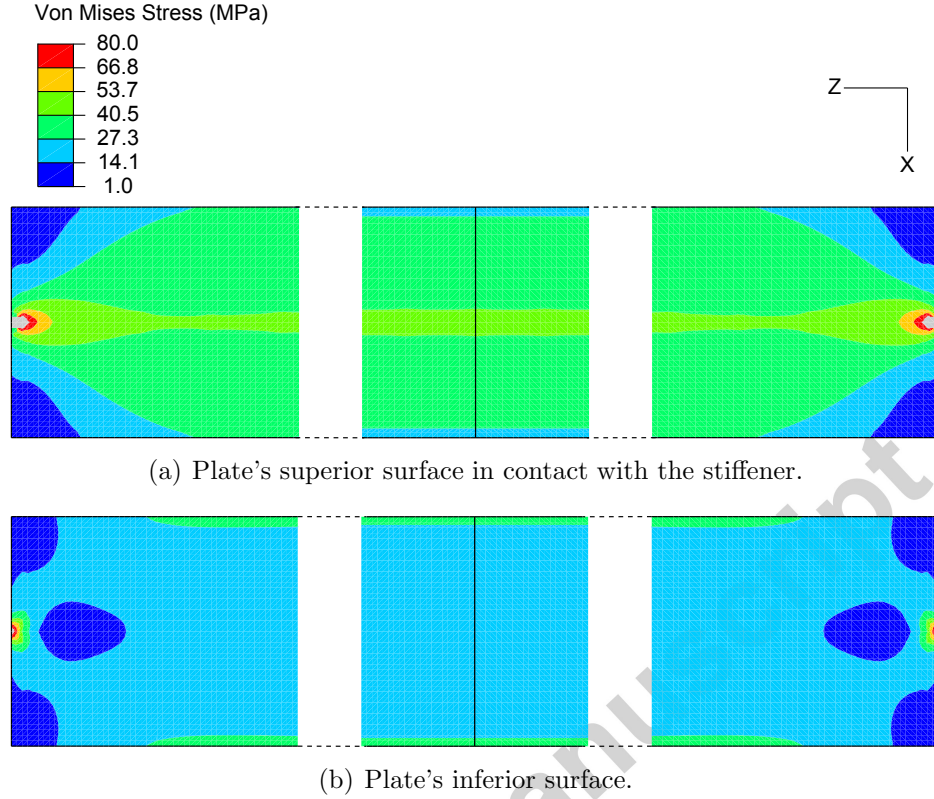 Von Mises Stress (MPa)
80.0
66.8
53.7
40.5
27.3
14.1
1.0
Z
X
(a) Plate's superior surface in contact with the stiffener.
(b) Plate's inferior surface.